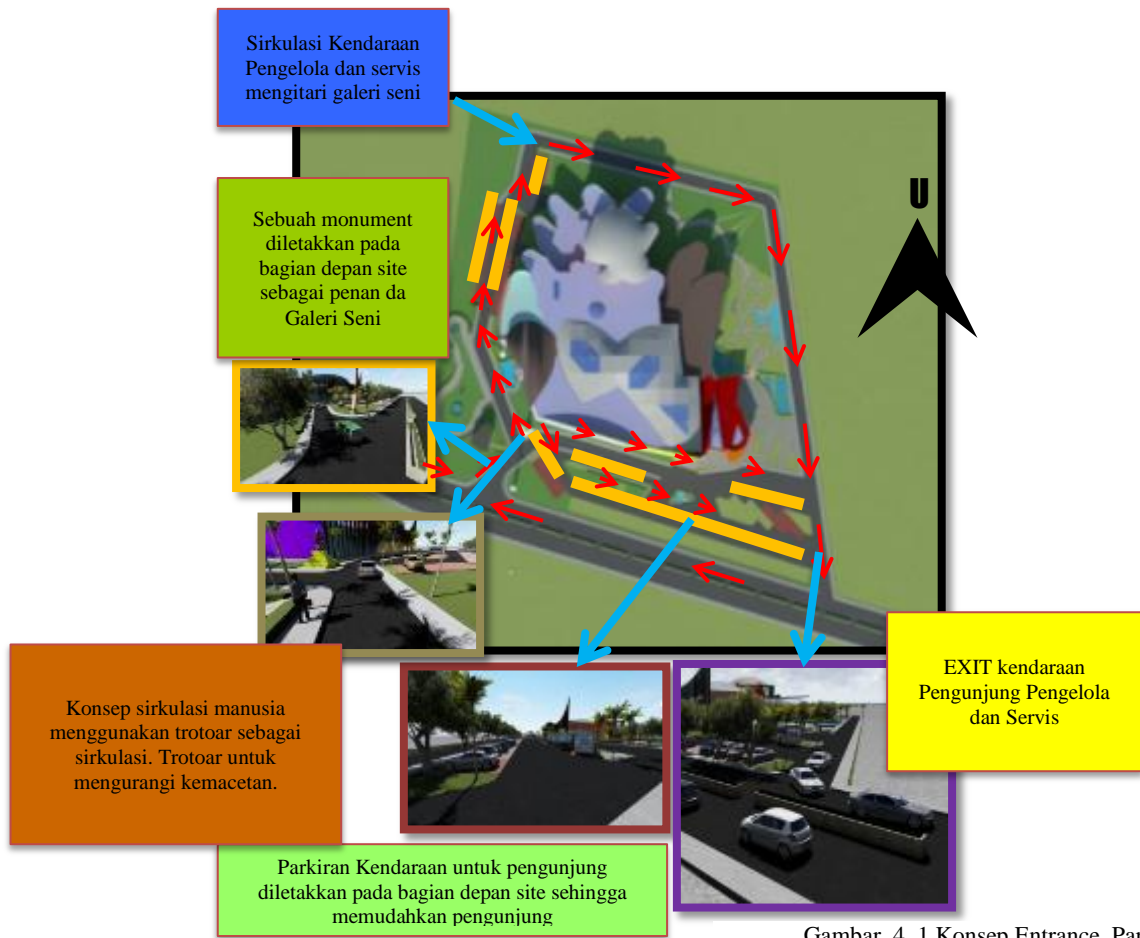 Sirkulasi Kendaraan
Pengelola dan servis
mengitari galeri seni
U
Sebuah monument
diletakkan pada
bagian depan site
sebagai penan da
Galeri Seni
EXIT kendaraan
Pengunjung Pengelola
dan Servis
Konsep sirkulasi manusia
menggunakan trotoar sebagai
sirkulasi. Trotoar untuk
mengurangi kemacetan.
Parkiran Kendaraan untuk pengunjung
diletakkan pada bagian depan site sehingga
memudahkan pengunjung
Gambar 4. 1 Konsep Entrance, Par